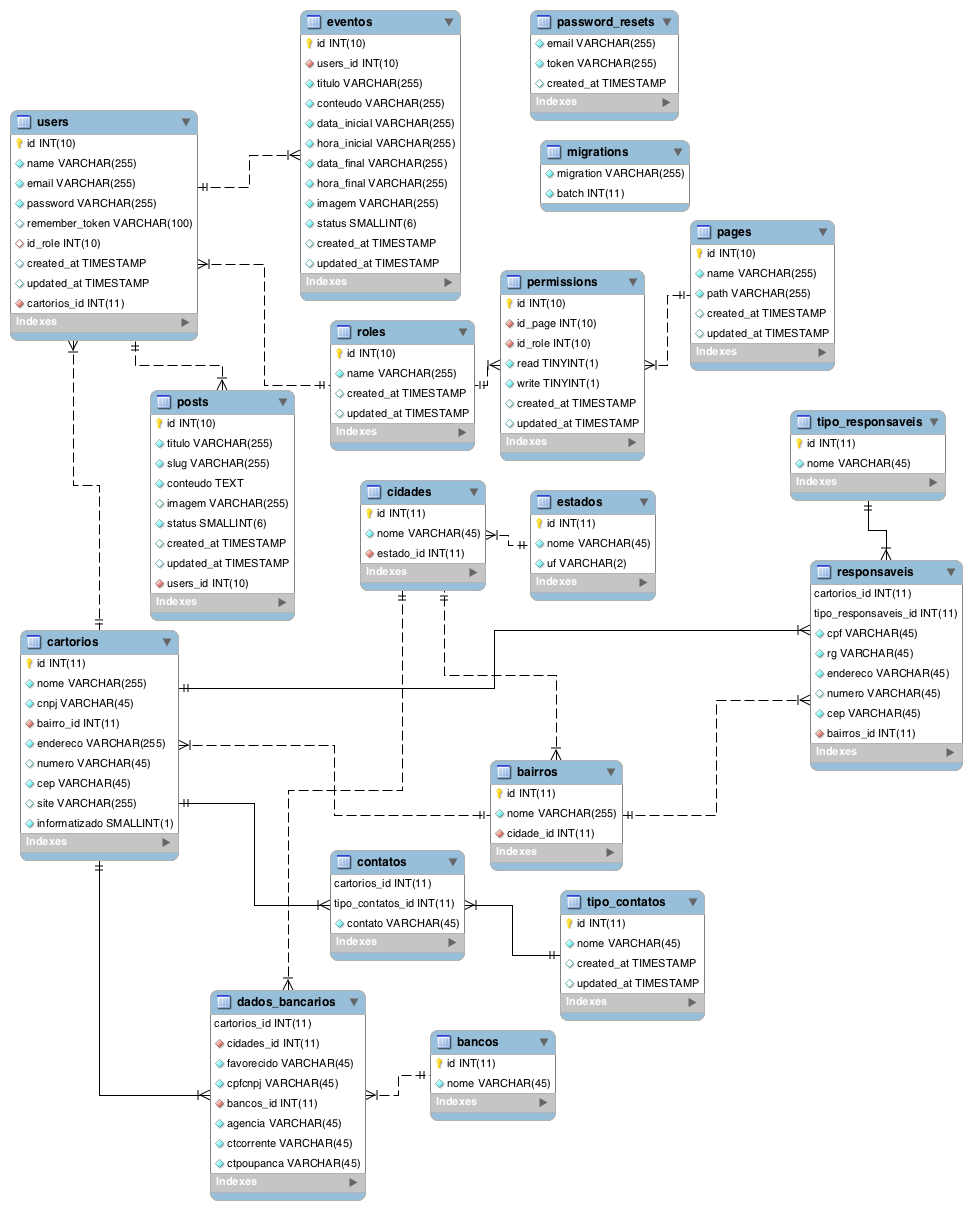 eventos
id INT(10)
users_id INT(10)
titulo VARCHAR(255)
conteudo VARCHAR(255)
data_inicial VARCHAR(255)
hora_inicial VARCHAR(255)
data_final VARCHAR(255)
hora_final VARCHAR(255)
imagem VARCHAR(255)
status SMALLINT(6)
created_at TIMESTAMP
updated_at TIMESTAMP
Indexes
password_resets
email VARCHAR(255)
token VARCHAR(255)
created_at TIMESTAMP
Indexes
users
id INT(10)
name VARCHAR(255)
email VARCHAR(255)
password VARCHAR(255)
remember_token VARCHAR(100)
id_role INT(10)
created_at TIMESTAMP
updated_at TIMESTAMP
cartorios_id INT(11)
Indexes
migrations
migration VARCHAR(255)
batch INT(11)
pages
id INT(10)
name VARCHAR(255)
path VARCHAR(255)
created_at TIMESTAMP
updated_at TIMESTAMP
Indexes
permissions
id INT(10)
id_page INT(10)
id_role INT(10)
read TINYINT(1)
write TINYINT(1)
created_at TIMESTAMP
updated_at TIMESTAMP
Indexes
roles
id INT(10)
name VARCHAR(255)
created_at TIMESTAMP
updated_at TIMESTAMP
Indexes
posts
id INT(10)
titulo VARCHAR(255)
slug VARCHAR(255)
conteudo TEXT
imagem VARCHAR(255)
status SMALLINT(6)
created_at TIMESTAMP
updated_at TIMESTAMP
users_id INT(10)
Indexes
tipo_responsaveis
id INT(11)
nome VARCHAR(45)
Indexes
cidades
id INT(11)
nome VARCHAR(45)
estado_id INT(11)
Indexes
estados
id INT(11)
nome VARCHAR(45)
uf VARCHAR(2)
Indexes
responsaveis
cartorios_id INT(11)
tipo_responsaveis_id INT(11)
cpf VARCHAR(45)
rg VARCHAR(45)
endereco VARCHAR(45)
numero VARCHAR(45)
cep VARCHAR(45)
bairros_id INT(11)
Indexes
cartorios
id INT(11)
nome VARCHAR(255)
cnpj VARCHAR(45)
bairro_id INT(11)
endereco VARCHAR(255)
numero VARCHAR(45)
cep VARCHAR(45)
site VARCHAR(255)
informatizado SMALLINT(1)
Indexes
bairros
id INT(11)
nome VARCHAR(255)
cidade_id INT(11)
Indexes
contatos
cartorios_id INT(11)
tipo_contatos_id INT(11)
contato VARCHAR(45)
Indexes
tipo_contatos
id INT(11)
nome VARCHAR(45)
created_at TIMESTAMP
updated_at TIMESTAMP
Indexes
dados_bancarios
cartorios_id INT(11)
cidades_id INT(11)
favorecido VARCHAR(45)
cpfcnpj VARCHAR(45)
bancos_id INT(11)
agencia VARCHAR(45)
ctcorrente VARCHAR(45)
ctpoupanca VARCHAR(45)
Indexes
bancos
id INT(11)
nome VARCHAR(45)
Indexes